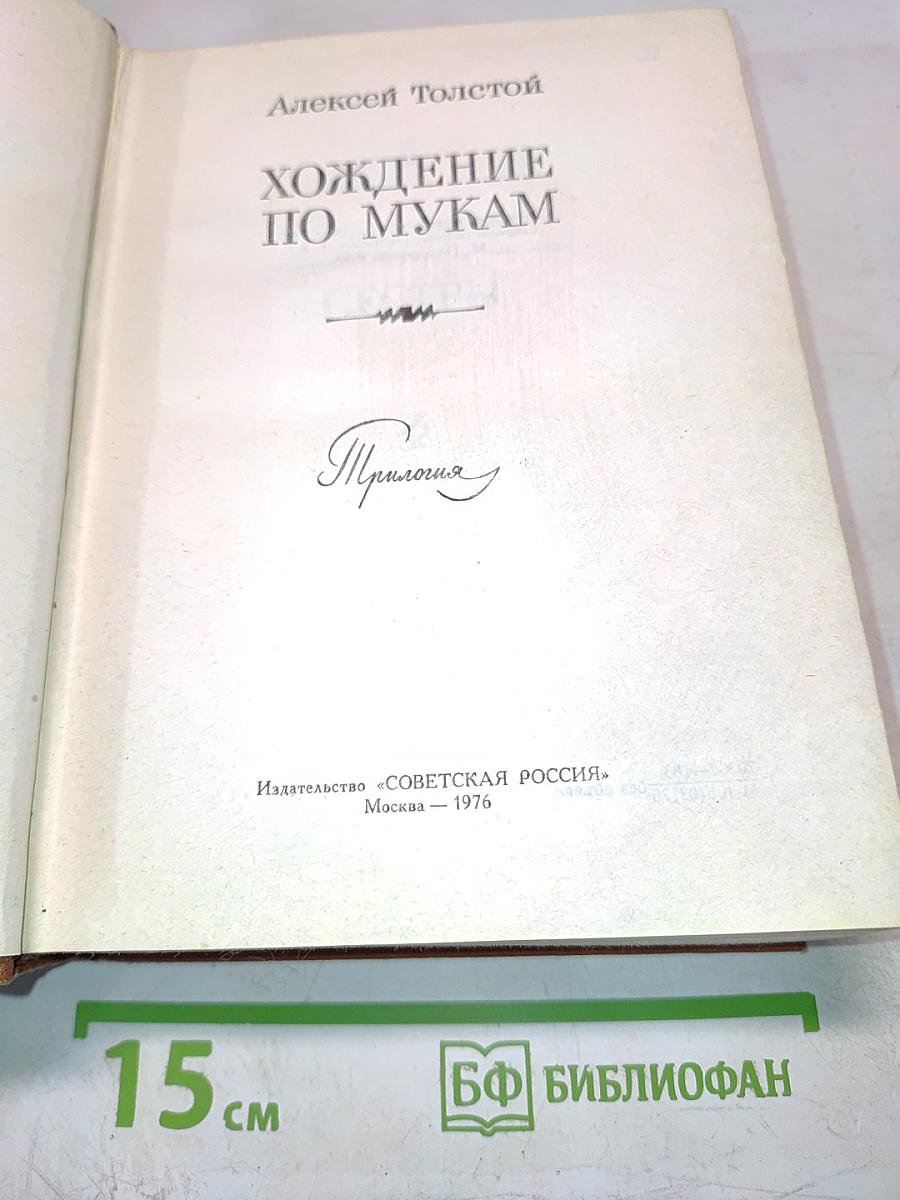 Алексей Толстой
ХОЖДЕНИЕ
ПО МУКАМ
Трилогия
Издательство «СОВЕТСКАЯ РОССИЯ»
Москва — 1976
15 см
БФ БИБЛИОФАН